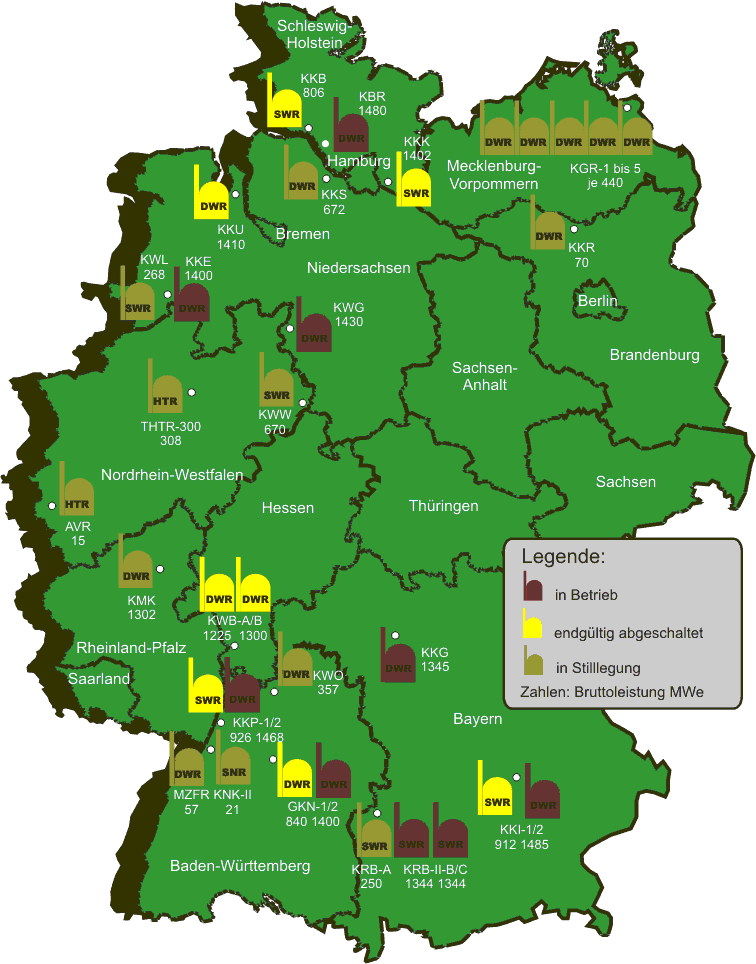 Schleswig-
Holstein
KKB
806
SWR
KBR
1480
DWR
Hamburg
KKK
1402
SWR
DWR
DWR
DWR
DWR
DWR
Mecklenburg-
Vorpommern
KGR-1 bis 5
je 440
DWR
KKS
672
DWR
KKU
1410
Bremen
DWR
KKR
70
Niedersachsen
KWL
268
SWR
KKE
1400
DWR
KWG
1430
DWR
Berlin
Brandenburg
Sachsen-
Anhalt
HTR
THTR-300
308
SWR
KWW
670
Nordrhein-Westfalen
Hessen
Thüringen
Sachsen
HTR
AVR
15
DWR
KMK
1302
DWR
DWR
KWB-A/B
1225 1300
Legende:
in Betrieb
endgültig abgeschaltet
in Stilllegung
Zahlen: Bruttoleistung MWe
Rheinland-Pfalz
Saarland
DWR
KWO
357
DWR
KKG
1345
SWR
DWR
KKP-1/2
926 1468
Bayern
DWR
MZFR
57
SNR
KNK-II
21
DWR
DWR
GKN-1/2
840 1400
SWR
DWR
KKI-1/2
912 1485
SWR
KRB-A
250
SWR
SWR
KRB-II-B/C
1344 1344
Baden-Württemberg